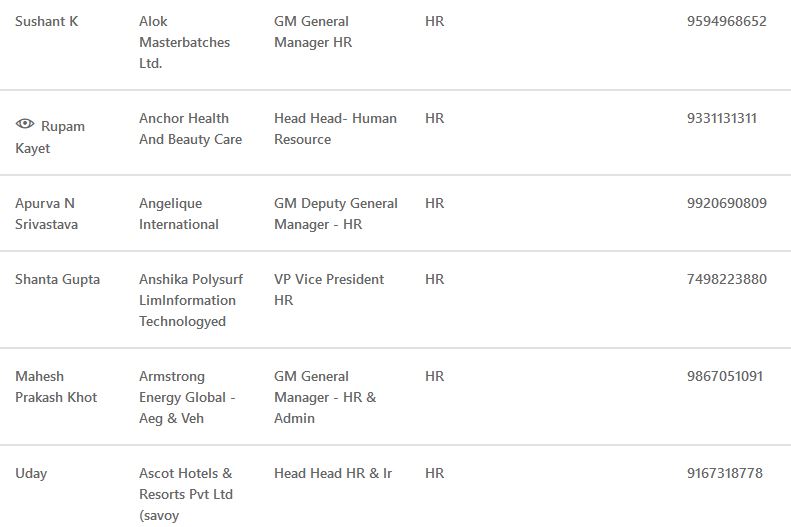 Sushant K Alok GM General HR 9594968652
Masterbatches Manager HR
Ltd.
Anchor Health Head Head- Human HR 9331131311
Rupam And Beauty Care Resource
Kayet
Apurva N Angelique GM Deputy General HR 9920690809
Srivastava International Manager - HR
Shanta Gupta Anshika Polysurf VP Vice President HR 7498223880
LimInformation HR
Technologyed
Mahesh Armstrong GM General HR 9867051091
Prakash Khot Energy Global - Manager - HR &
Aeg & Veh Admin
Uday Ascot Hotels & Head Head HR & Ir HR 9167318778
Resorts Pvt Ltd
(savoy